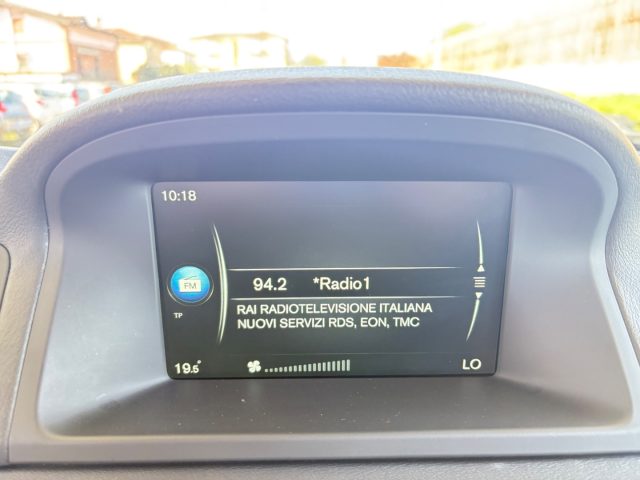 10:18
FM
94.2 *Radio1
TP
RAI RADIOTELEVISIONE ITALIANA
NUOVI SERVIZI RDS, EON, TMC
19.5° LO